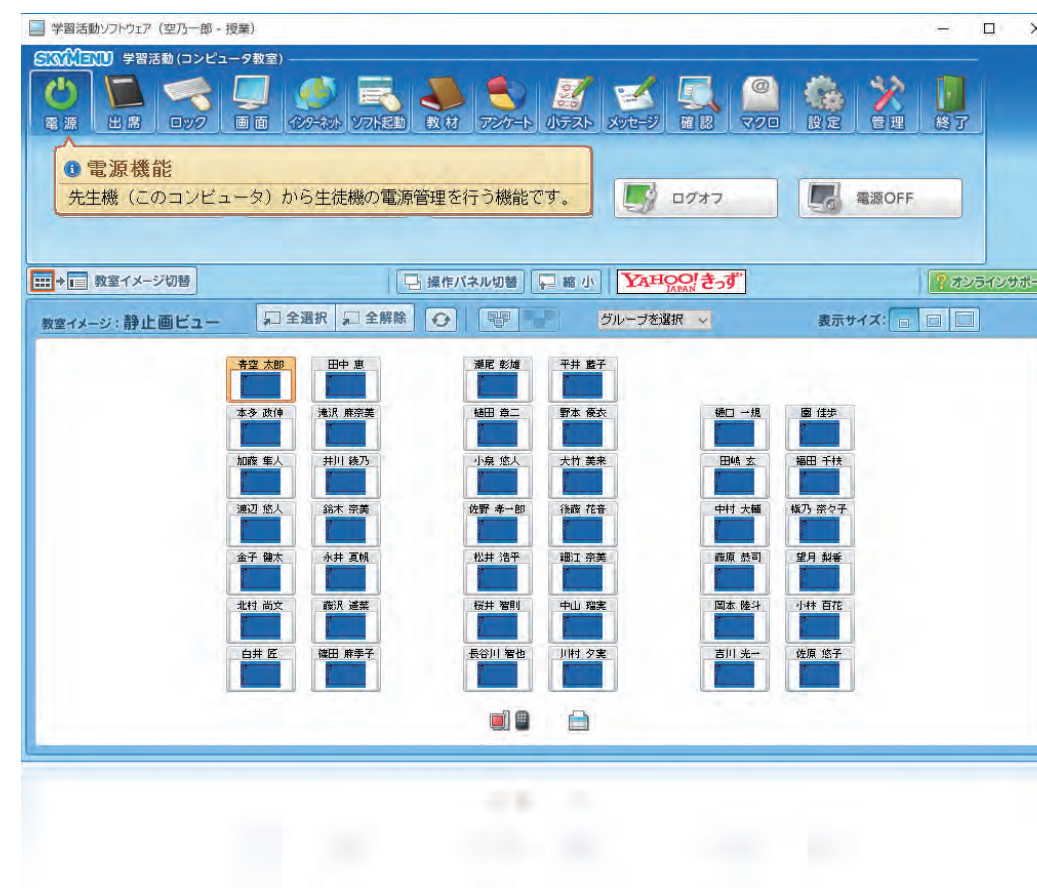 学習活動ソフトウェア (空乃一郎 - 授業)
SKYMENU 学習活動(コンピュータ教室)
電源 出席 ロック 画面 インターネット ソフト起動 教材 アンケート 小テスト メッセージ 確認 マクロ 設定 管理 終了
電源機能
先生機（このコンピュータ）から生徒機の電源管理を行う機能です。
ログオフ 電源OFF
教室イメージ切替 操作パネル切替 縮小 YAHOO! JAPAN きっず オンラインサポー
教室イメージ：静止画ビュー 全選択 全解除 グループを選択 表示サイズ:
青空 太郎 田中 恵 瀬尾 彰雄 平井 藍子
本多 政伸 滝沢 麻奈美 植田 章二 野本 優衣 樋口 一規 園 佳歩
加藤 隼人 井川 綾乃 小泉 悠人 大竹 美来 田嶋 玄 福田 千枝
渡辺 悠人 鈴木 奈美 佐野 孝一郎 後藤 花音 中村 大輔 槇乃 奈々子
金子 健太 永井 真帆 松井 浩平 細江 奈美 藤原 恭司 望月 梨香
北村 尚文 藤沢 遥菜 桜井 智則 中山 瑞実 岡本 陸斗 小林 百花
白井 匠 篠田 麻季子 長谷川 智也 川村 夕実 吉川 光一 佐原 悠子